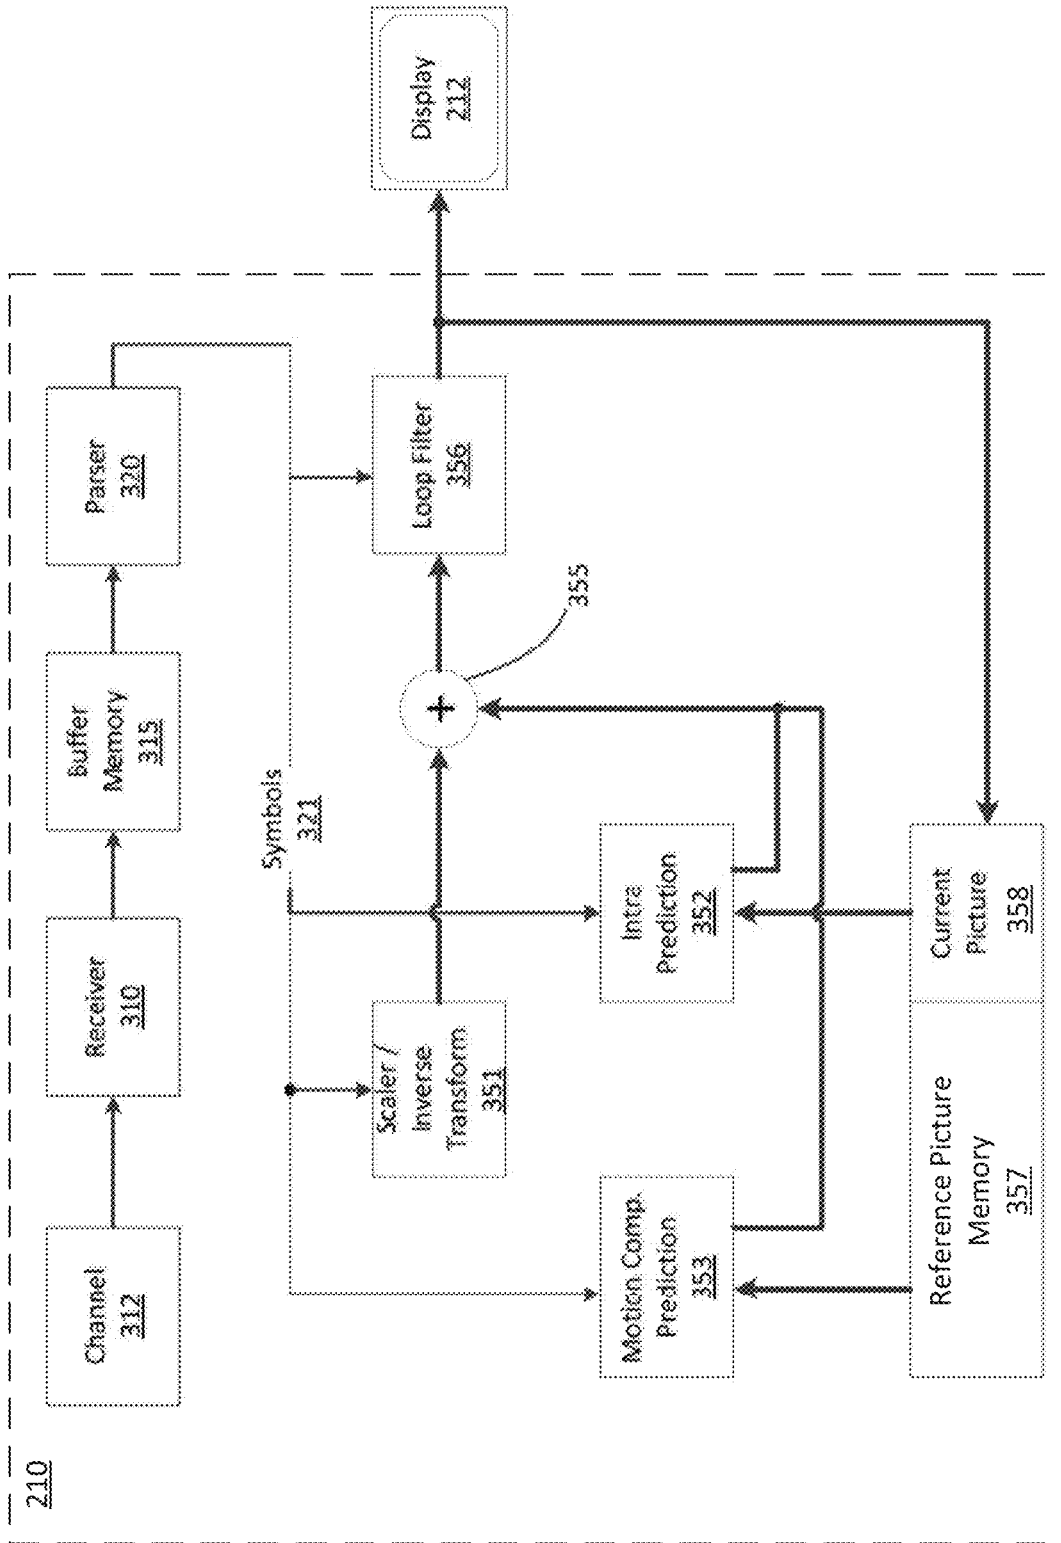 210
Channel
312
Receiver
310
Buffer
Memory
315
Parser
320
Symbols
321
Scaler /
Inverse
Transform
351
+
355
Loop Filter
356
Display
212
Motion Comp.
Prediction
353
Intra
Prediction
352
Reference Picture
Memory
357
Current
Picture
358